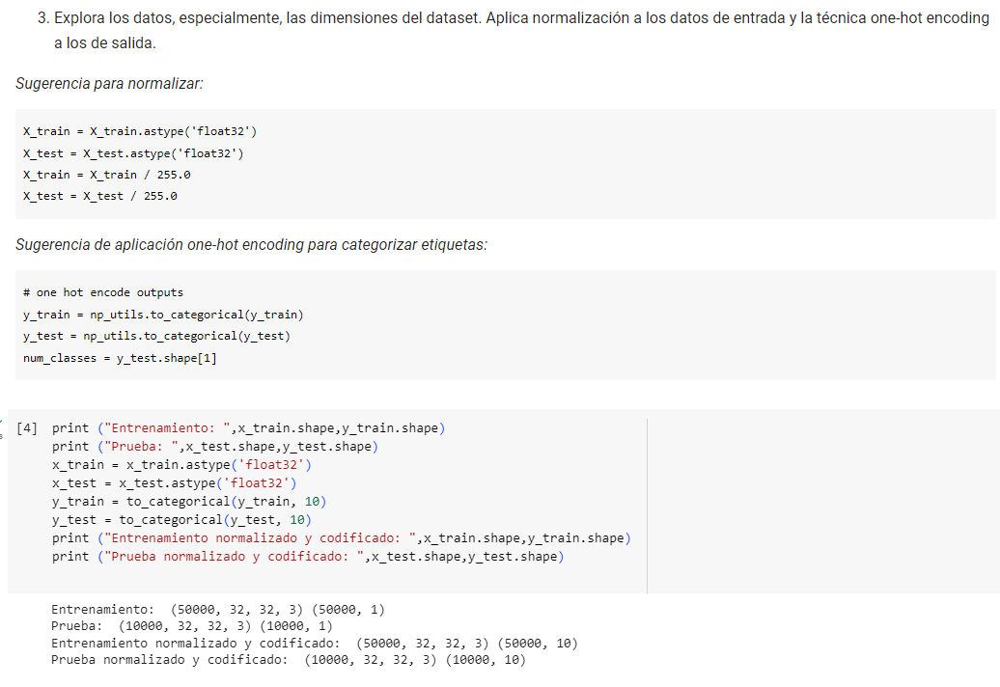 3. Explora los datos, especialmente, las dimensiones del dataset. Aplica normalización a los datos de entrada y la técnica one-hot encoding
a los de salida.
Sugerencia para normalizar:
X_train = X_train.astype('float32')
X_test = X_test.astype('float32')
X_train = X_train / 255.0
X_test = X_test / 255.0
Sugerencia de aplicación one-hot encoding para categorizar etiquetas:
# one hot encode outputs
y_train = np_utils.to_categorical(y_train)
y_test = np_utils.to_categorical(y_test)
num_classes = y_test.shape[1]
[4] print ("Entrenamiento: ",x_train.shape,y_train.shape)
print ("Prueba: ",x_test.shape,y_test.shape)
x_train = x_train.astype('float32')
x_test = x_test.astype('float32')
y_train = to_categorical(y_train, 10)
y_test = to_categorical(y_test, 10)
print ("Entrenamiento normalizado y codificado: ",x_train.shape,y_train.shape)
print ("Prueba normalizado y codificado: ",x_test.shape,y_test.shape)
Entrenamiento:  (50000, 32, 32, 3) (50000, 1)
Prueba:  (10000, 32, 32, 3) (10000, 1)
Entrenamiento normalizado y codificado:  (50000, 32, 32, 3) (50000, 10)
Prueba normalizado y codificado:  (10000, 32, 32, 3) (10000, 10)